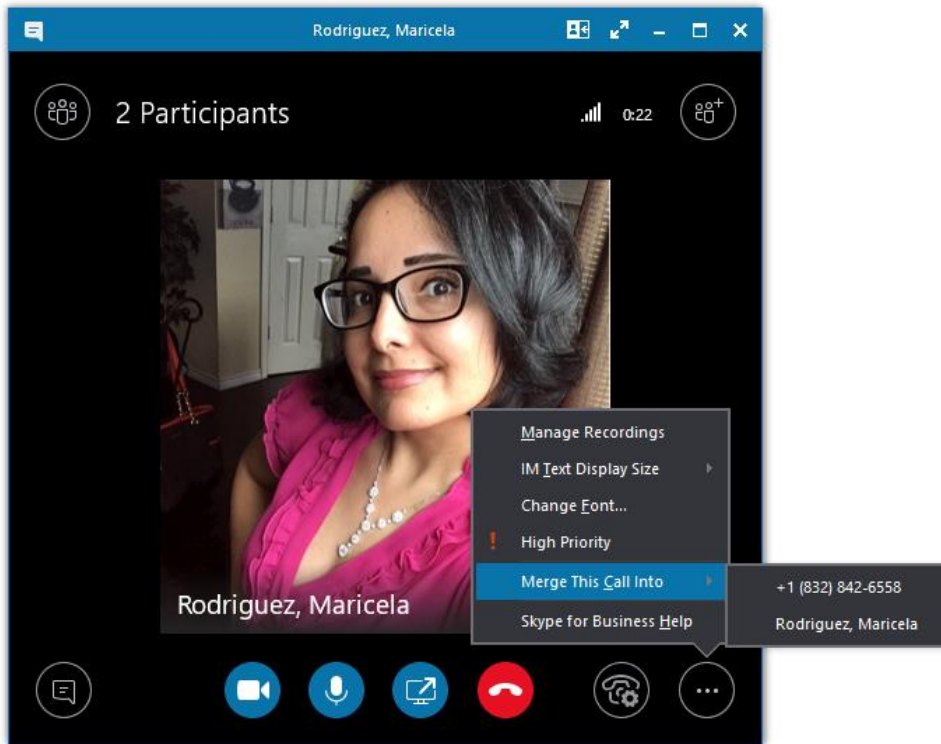 Rodriguez, Maricela
2 Participants
0:22
Rodriguez, Maricela
Manage Recordings
IM Text Display Size
Change Font...
High Priority
Merge This Call Into
Skype for Business Help
+1 (832) 842-6558
Rodriguez, Maricela